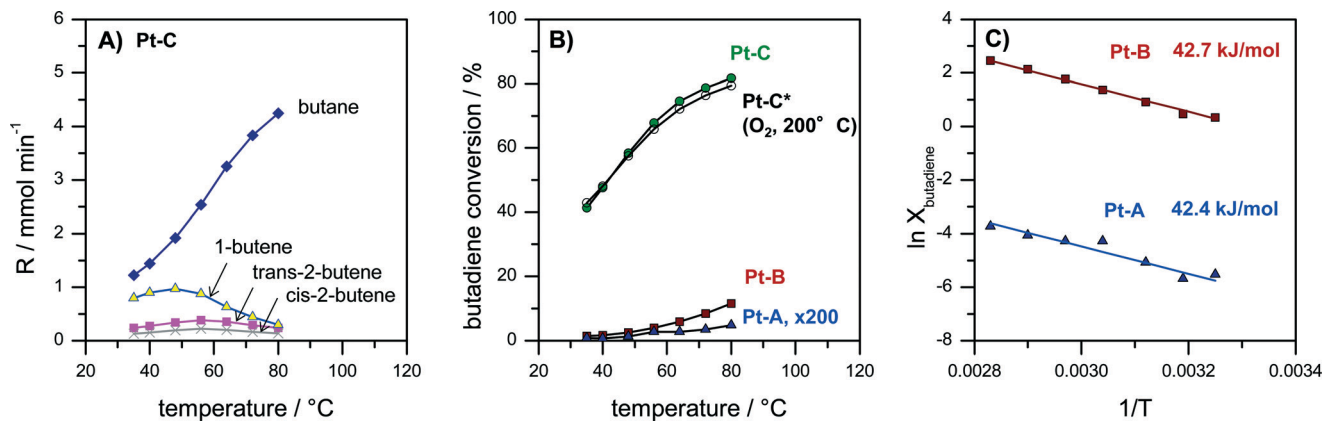 A) Pt-C
R / mmol min⁻¹
6
5
4
3
2
1
0
butane
1-butene
trans-2-butene
cis-2-butene
20 40 60 80 100 120
temperature / °C
B)
butadiene conversion / %
100
80
60
40
20
0
Pt-C
Pt-C*
(O₂, 200° C)
Pt-B
Pt-A, x200
20 40 60 80 100 120
temperature / °C
C)
ln X butadiene
4
2
0
-2
-4
-6
-8
Pt-B 42.7 kJ/mol
Pt-A 42.4 kJ/mol
0.0028 0.0030 0.0032 0.0034
1/T